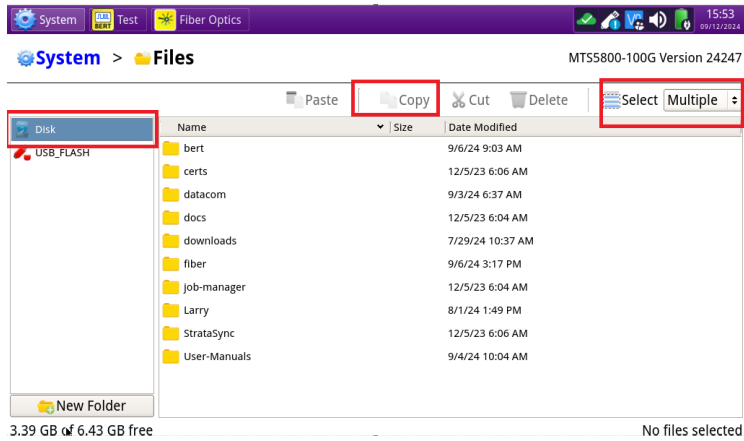 System BERT Test Fiber Optics 15:53
09/12/2024
System > Files MTS5800-100G Version 24247
Paste Copy Cut Delete Select Multiple
Disk
USB_FLASH
Name Size Date Modified
bert 9/6/24 9:03 AM
certs 12/5/23 6:06 AM
datacom 9/3/24 6:37 AM
docs 12/5/23 6:04 AM
downloads 7/29/24 10:37 AM
fiber 9/6/24 3:17 PM
job-manager 12/5/23 6:04 AM
Larry 8/1/24 1:49 PM
StrataSync 12/5/23 6:06 AM
User-Manuals 9/4/24 10:04 AM
New Folder
3.39 GB of 6.43 GB free No files selected